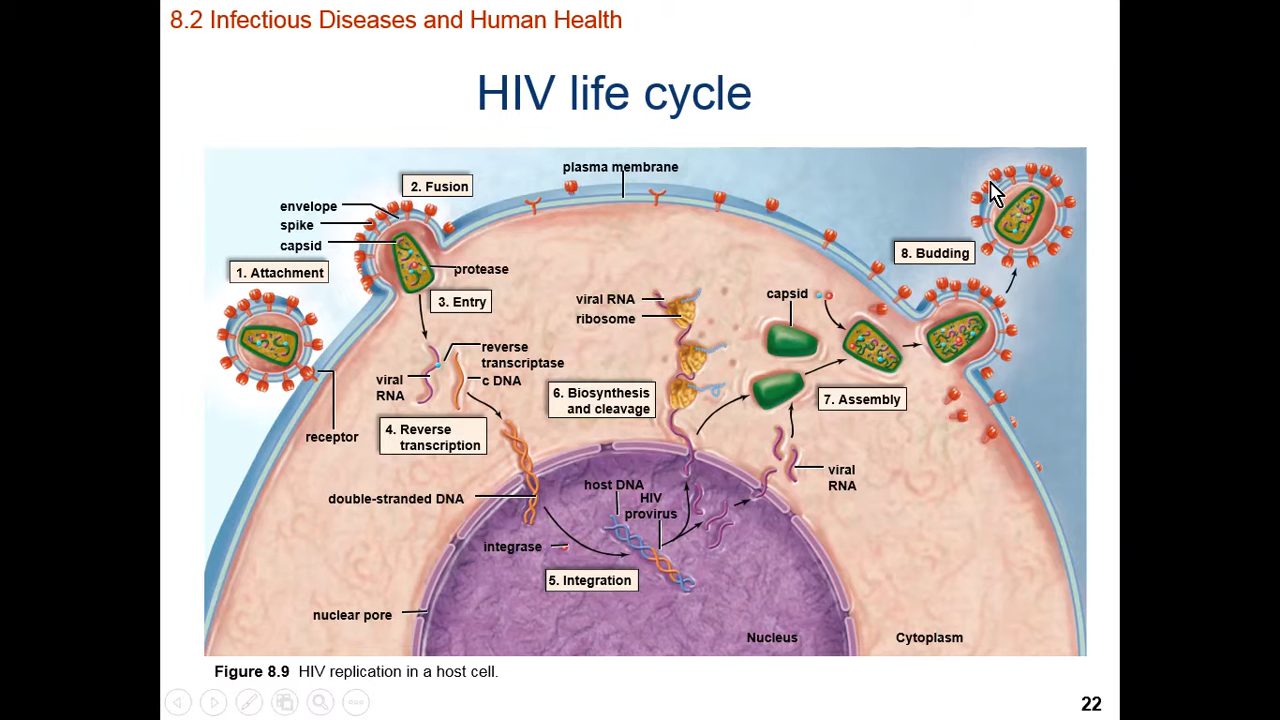 8.2 Infectious Diseases and Human Health
HIV life cycle
plasma membrane
2. Fusion
envelope
spike
capsid
1. Attachment
protease
3. Entry
8. Budding
viral RNA
ribosome
capsid
reverse
transcriptase
c DNA
viral
RNA
6. Biosynthesis
and cleavage
7. Assembly
receptor
4. Reverse
transcription
viral
RNA
double-stranded DNA
host DNA
HIV
provirus
integrase
5. Integration
nuclear pore
Nucleus
Cytoplasm
Figure 8.9 HIV replication in a host cell.
22